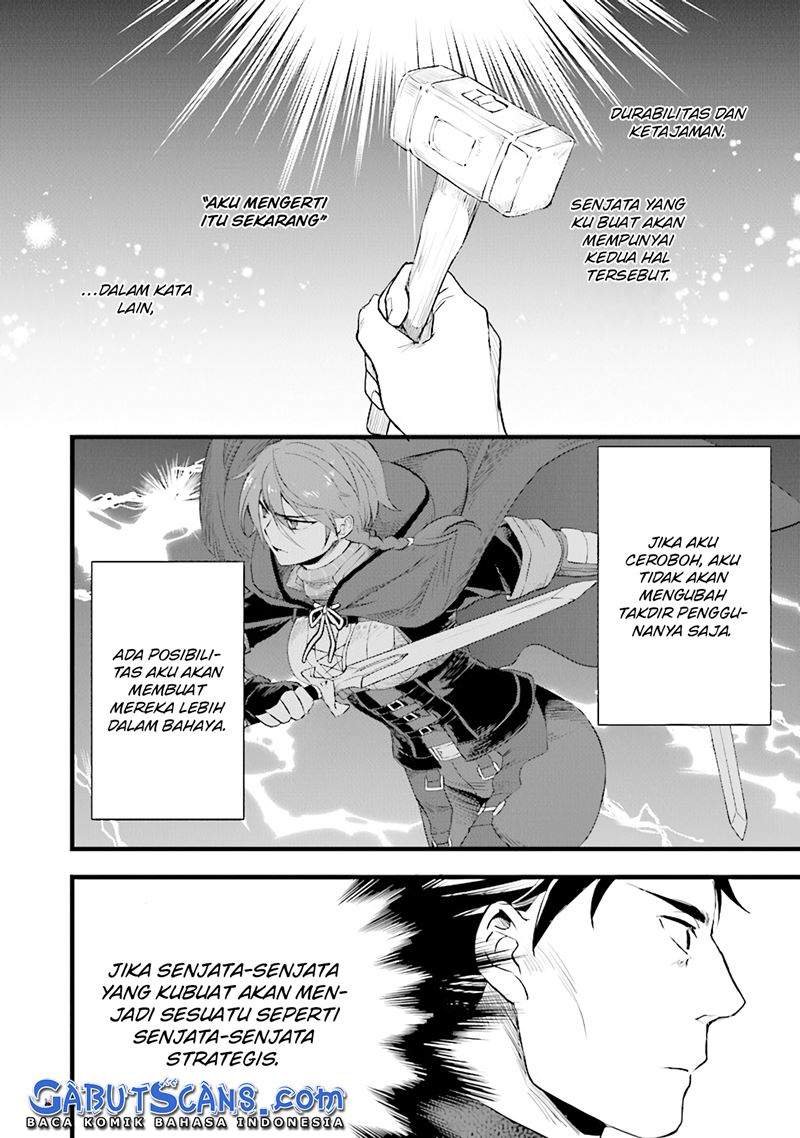 DURABILITAS DAN
KETAJAMAN.
SENJATA YANG
KU BUAT AKAN
MEMPUNYAI
KEDUA HAL
TERSEBUT.
"AKU MENGERTI
ITU SEKARANG"
...DALAM KATA
LAIN,
JIKA AKU
CEROBOH, AKU
TIDAK AKAN
MENGUBAH
TAKDIR PENGGU-
NANYA SAJA.
ADA POSIBILI-
TAS AKU AKAN
MEMBUAT
MEREKA LEBIH
DALAM BAHAYA.
JIKA SENJATA-SENJATA
YANG KUBUAT AKAN MEN-
JADI SESUATU SEPERTI
SENJATA-SENJATA
STRATEGIS.
GABUTSCANS.COM
BACA KOMIK BAHASA INDONESIA